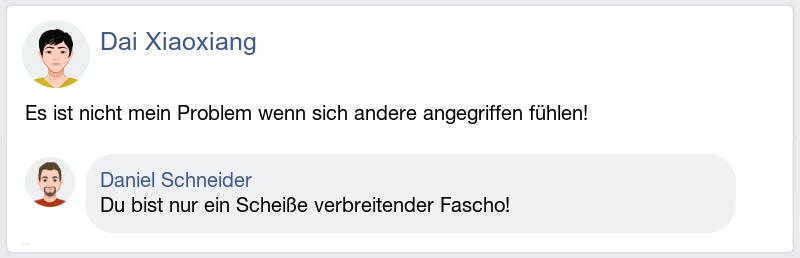 Dai Xiaoxiang
Es ist nicht mein Problem wenn sich andere angegriffen fühlen!
Daniel Schneider
Du bist nur ein Scheiße verbreitender Fascho!